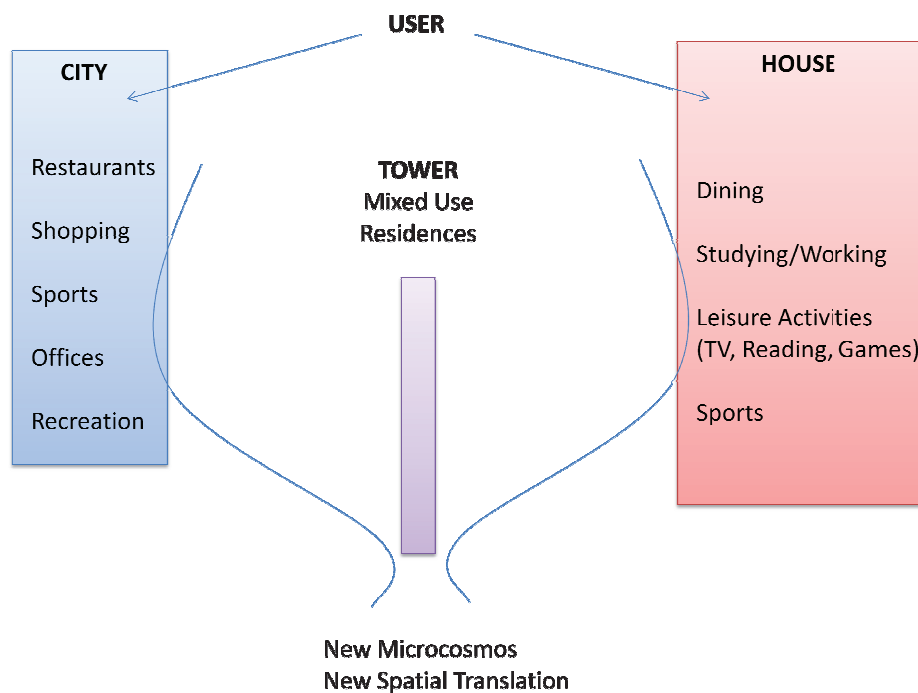 USER
CITY
Restaurants
Shopping
Sports
Offices
Recreation
TOWER
Mixed Use
Residences
HOUSE
Dining
Studying/Working
Leisure Activities
(TV, Reading, Games)
Sports
New Microcosmos
New Spatial Translation